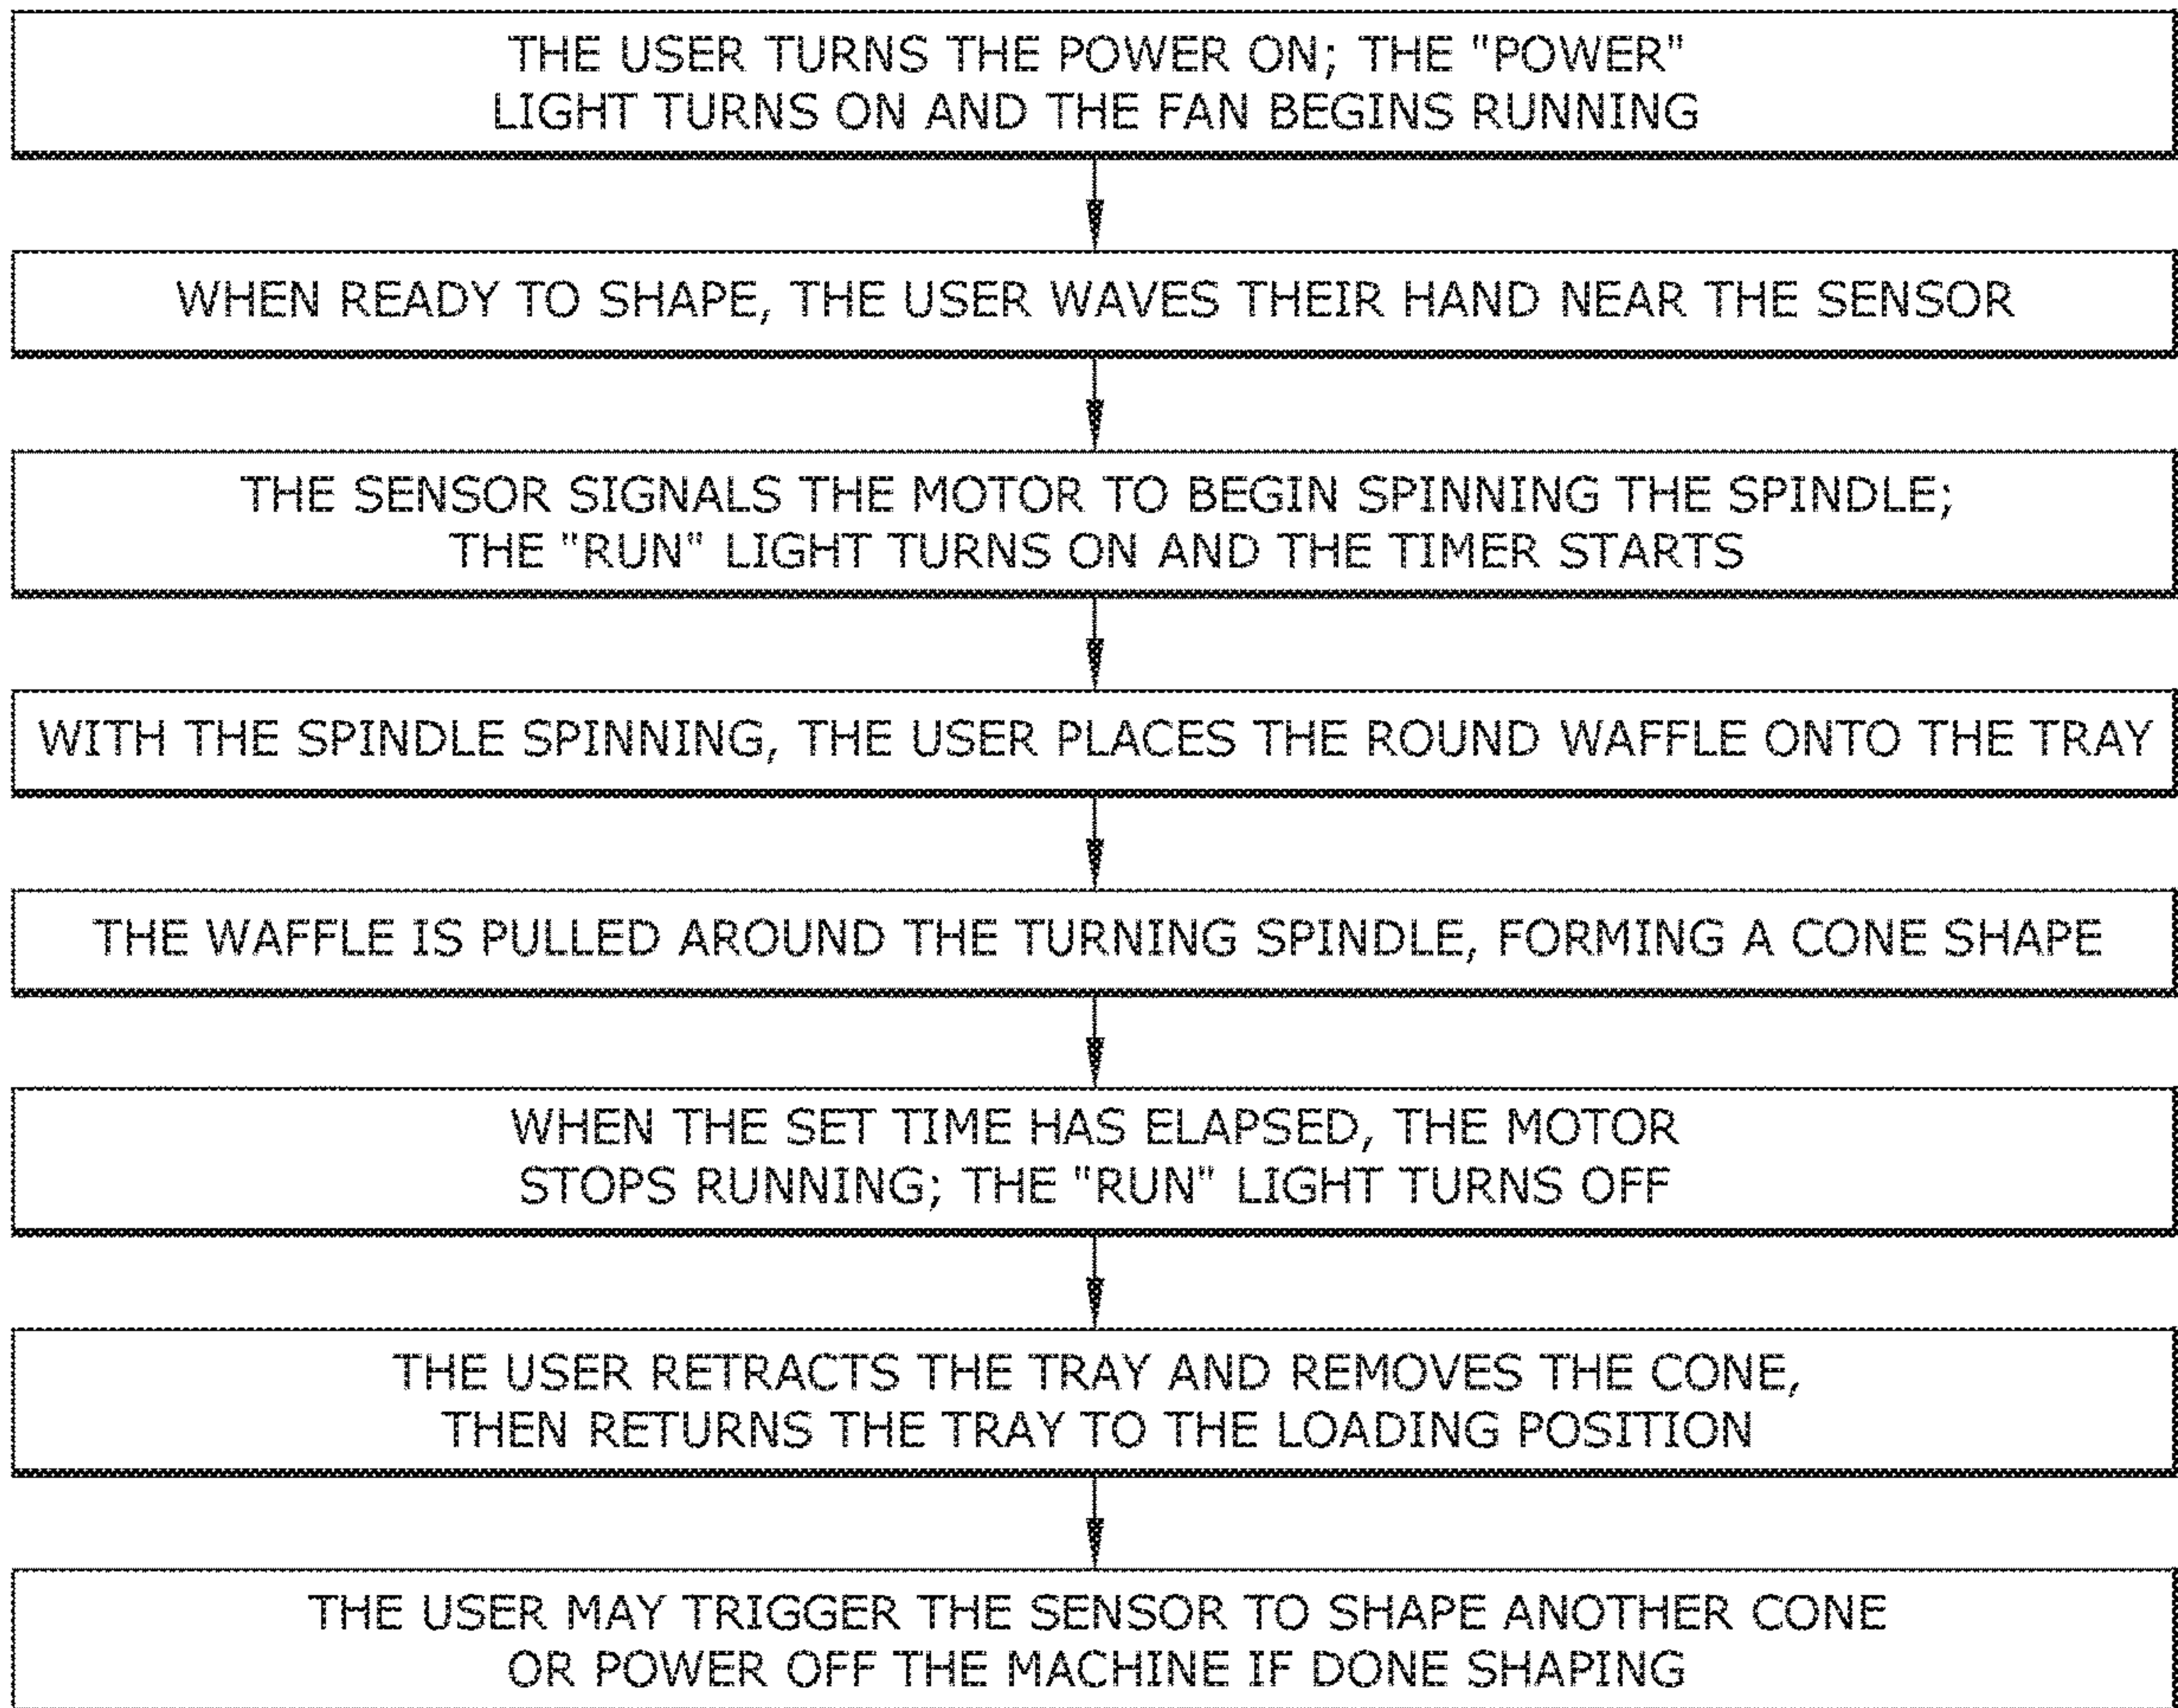 THE USER TURNS THE POWER ON; THE "POWER"
LIGHT TURNS ON AND THE FAN BEGINS RUNNING
WHEN READY TO SHAPE, THE USER WAVES THEIR HAND NEAR THE SENSOR
THE SENSOR SIGNALS THE MOTOR TO BEGIN SPINNING THE SPINDLE;
THE "RUN" LIGHT TURNS ON AND THE TIMER STARTS
WITH THE SPINDLE SPINNING, THE USER PLACES THE ROUND WAFFLE ONTO THE TRAY
THE WAFFLE IS PULLED AROUND THE TURNING SPINDLE, FORMING A CONE SHAPE
WHEN THE SET TIME HAS ELAPSED, THE MOTOR
STOPS RUNNING; THE "RUN" LIGHT TURNS OFF
THE USER RETRACTS THE TRAY AND REMOVES THE CONE,
THEN RETURNS THE TRAY TO THE LOADING POSITION
THE USER MAY TRIGGER THE SENSOR TO SHAPE ANOTHER CONE
OR POWER OFF THE MACHINE IF DONE SHAPING